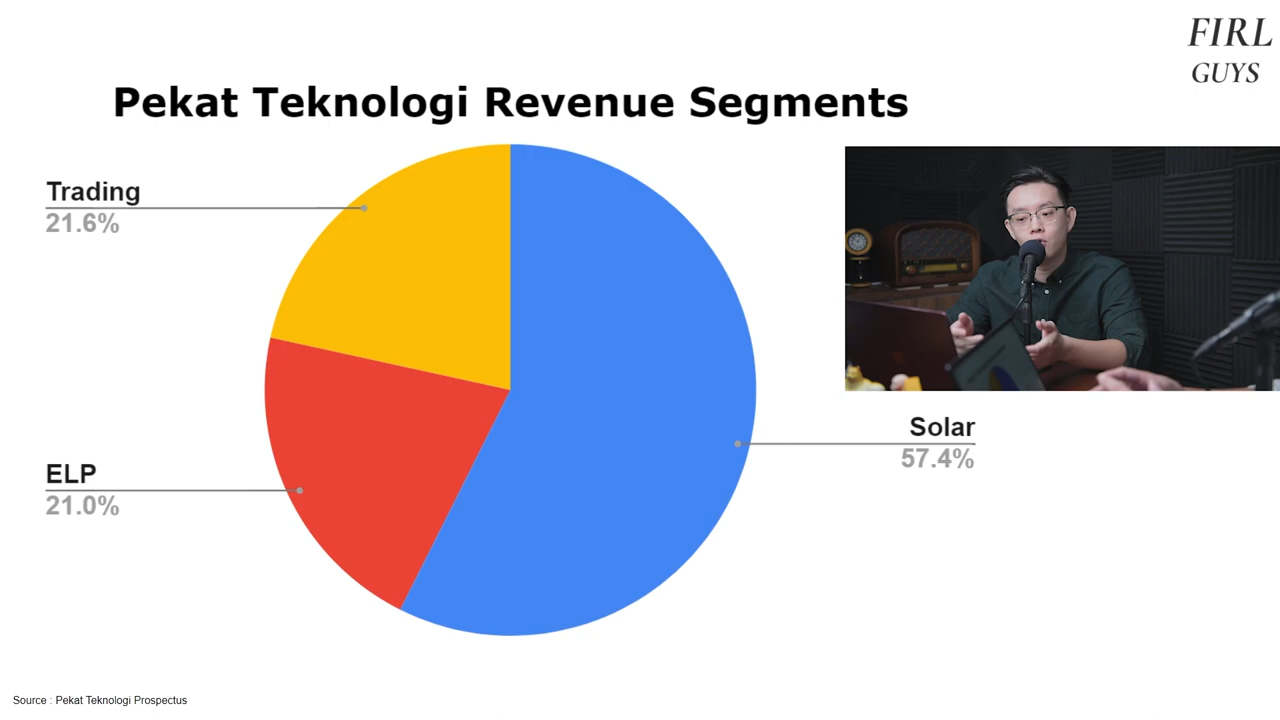 FIRL
GUYS
Pekat Teknologi Revenue Segments
Trading
21.6%
Solar
57.4%
ELP
21.0%
Source : Pekat Teknologi Prospectus